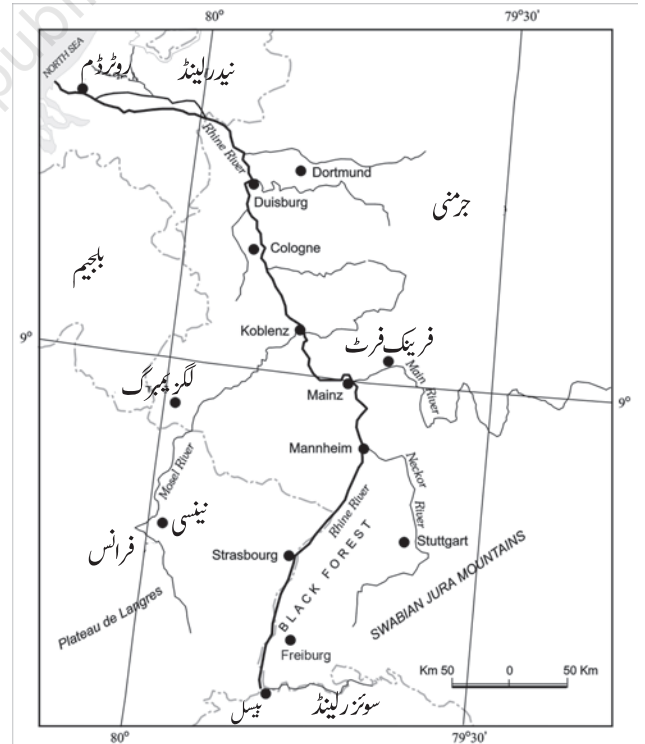 80°
79°30'
NORTH SEA
روٹرڈم
نیدرلینڈ
Rhine River
Dortmund
Duisburg
جرمنی
Cologne
بلجیم
Koblenz
9°
فرینک فرٹ
Main River
لگزیمبرگ
Mainz
9°
Mannheim
Neckor River
Mosel River
نینسی
Rhine River
فرانس
Strasbourg
Stuttgart
BLACK FOREST
SWABIAN JURA MOUNTAINS
Plateau de Langres
Freiburg
Km 50 0 50 Km
بیسل
سوئزرلینڈ
80°
79°30'